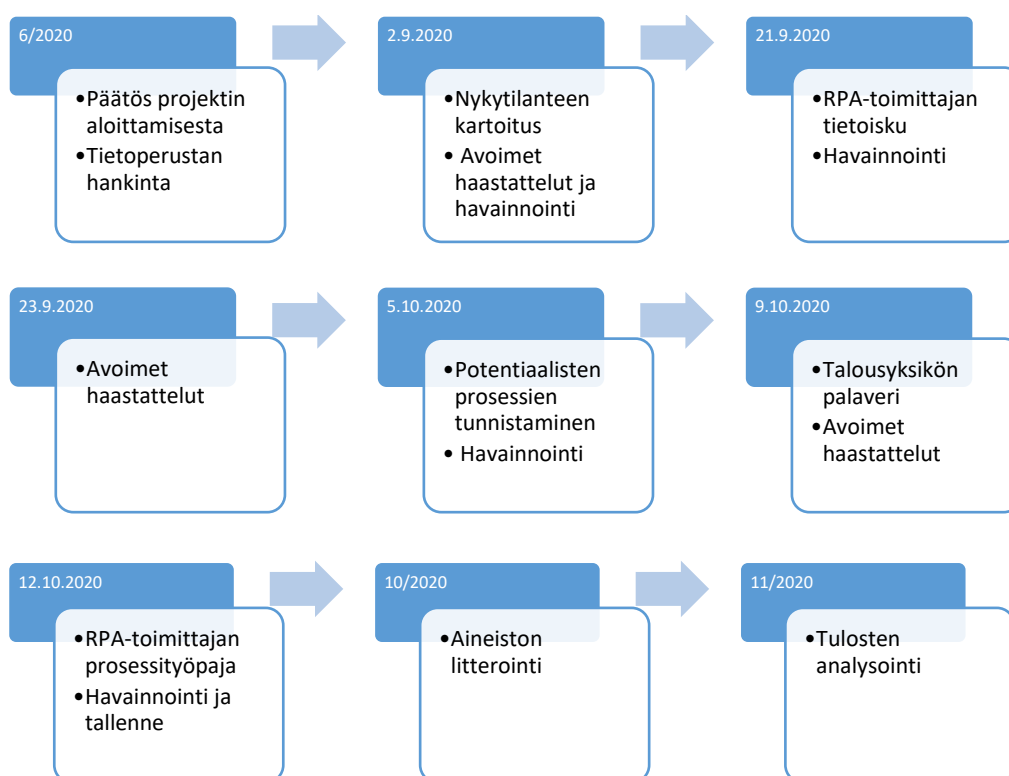 6/2020
•Päätös projektin
aloittamisesta
•Tietoperustan
hankinta
2.9.2020
•Nykytilanteen
kartoitus
• Avoimet
haastattelut ja
havainnointi
21.9.2020
•RPA-toimittajan
tietoisku
•Havainnointi
23.9.2020
•Avoimet
haastattelut
5.10.2020
•Potentiaalisten
prosessien
tunnistaminen
• Havainnointi
9.10.2020
•Talousyksikön
palaveri
•Avoimet
haastattelut
12.10.2020
•RPA-toimittajan
prosessityöpaja
•Havainnointi ja
tallenne
10/2020
•Aineiston
litterointi
11/2020
•Tulosten
analysointi